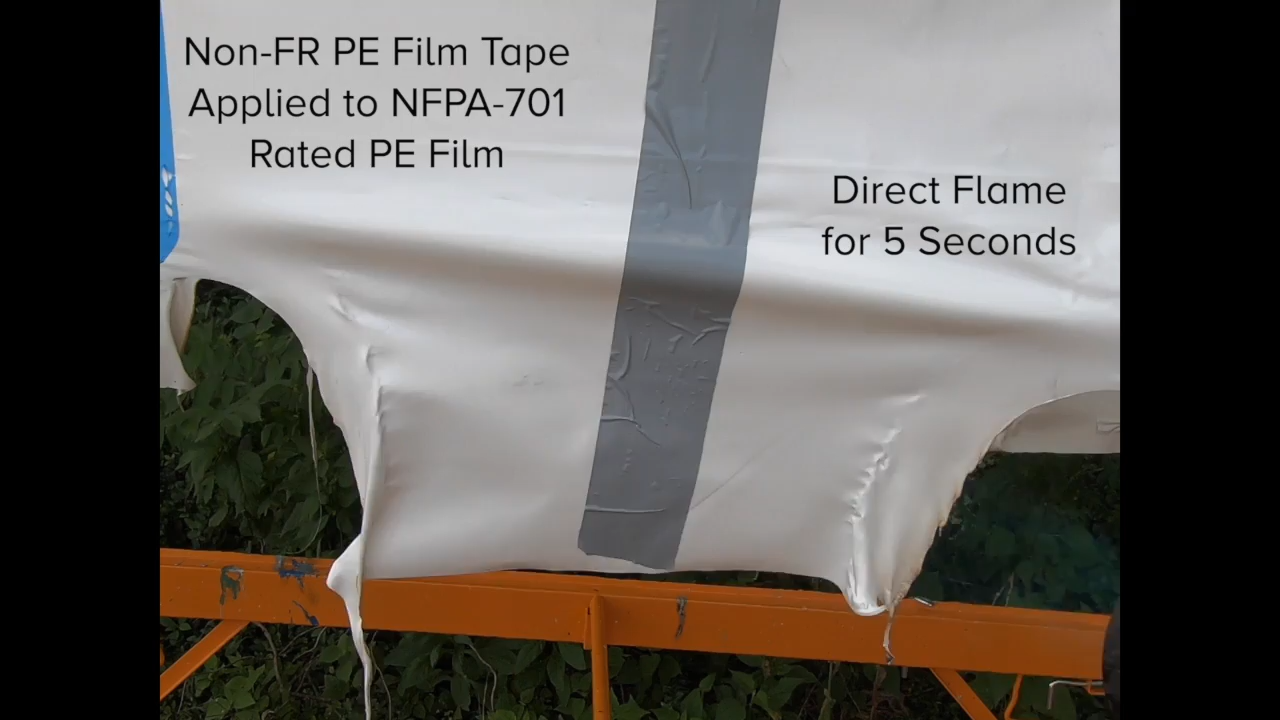 Non-FR PE Film Tape
Applied to NFPA-701
Rated PE Film
Direct Flame
for 5 Seconds